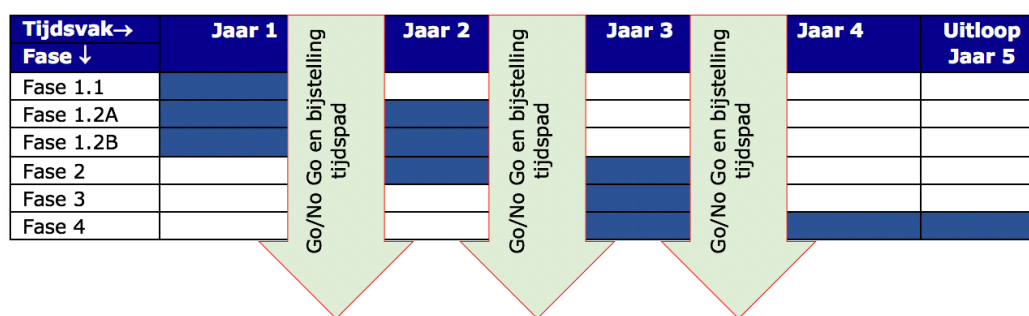 Tijdsvak→ Jaar 1 Jaar 2 Jaar 3 Jaar 4 Uitloop
Fase ↓ Jaar 5
Fase 1.1
Fase 1.2A
Fase 1.2B
Fase 2
Fase 3
Fase 4
Go/No Go en bijstelling
tijdspad
Go/No Go en bijstelling
tijdspad
Go/No Go en bijstelling
tijdspad